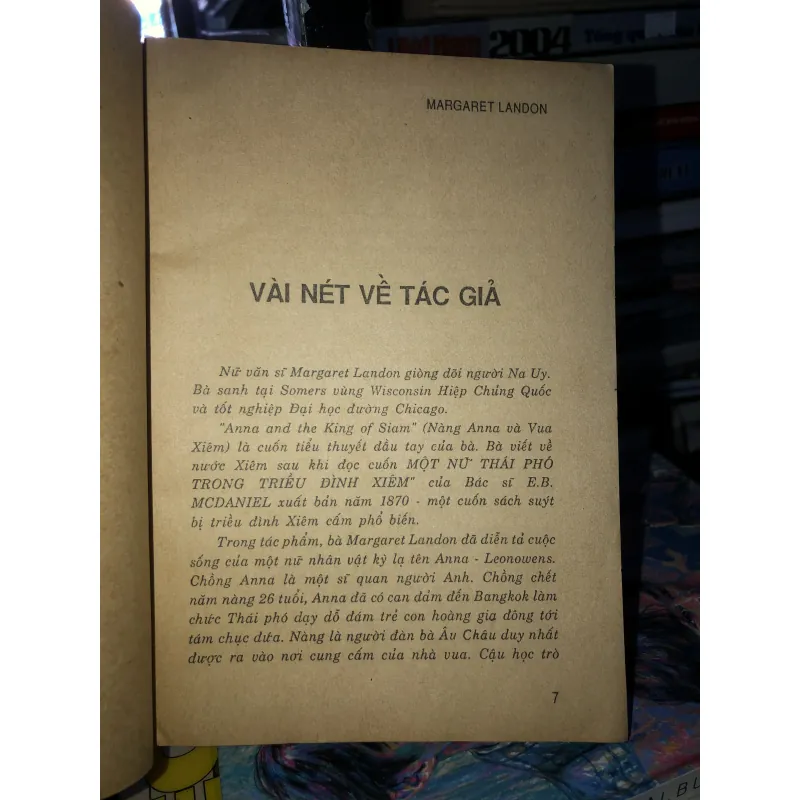 2004
MARGARET LANDON
VÀI NÉT VỀ TÁC GIẢ
Nữ văn sĩ Margaret Landon giòng dõi người Na Uy.
Bà sanh tại Somers vùng Wisconsin Hiệp Chủng Quốc
và tốt nghiệp Đại học đường Chicago.
"Anna and the King of Siam" (Nàng Anna và Vua
Xiêm) là cuốn tiểu thuyết đầu tay của bà. Bà viết về
nước Xiêm sau khi đọc cuốn MỘT NỮ THÁI PHÓ
TRONG TRIỀU ĐÌNH XIÊM" của Bác sĩ E.B.
MCDANIEL xuất bản năm 1870 - một cuốn sách suýt
bị triều đình Xiêm cấm phổ biến.
Trong tác phẩm, bà Margaret Landon đã diễn tả cuộc
sống của một nữ nhân vật kỳ lạ tên Anna - Leonowens.
Chồng Anna là một sĩ quan người Anh. Chồng chết
năm nàng 26 tuổi, Anna đã có can đảm đến Bangkok làm
chức Thái phó dạy dỗ đám trẻ con hoàng gia đông tới
tám chục đứa. Nàng là người đàn bà Âu Châu duy nhất
được ra vào nơi cung cấm của nhà vua. Cậu học trò
7